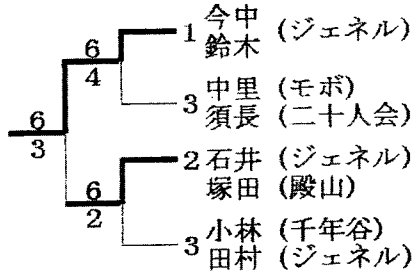 1 今中 (ジェネル)
鈴木
6
4
3 中里 (モボ)
須長 (二十人会)
6
3
2 石井 (ジェネル)
塚田 (殿山)
6
2
3 小林 (千年谷)
田村 (ジェネル)